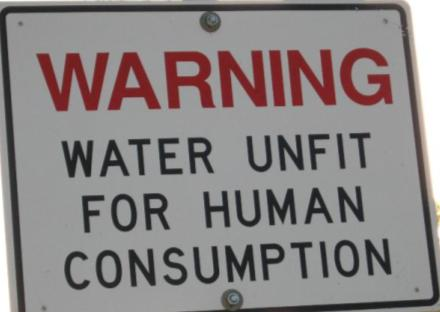 WARNING
WATER UNFIT
FOR HUMAN
CONSUMPTION